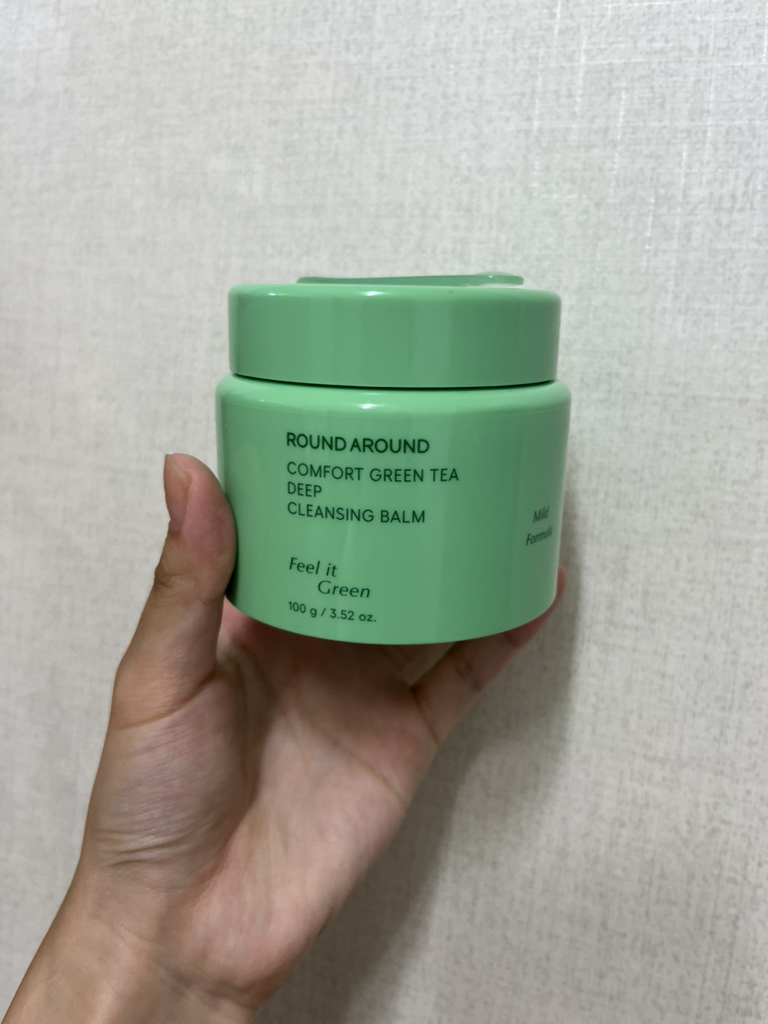 ROUND AROUND
COMFORT GREEN TEA
DEEP
CLEANSING BALM
Feel it
Green
100 g / 3.52 oz.
Mild
Formula